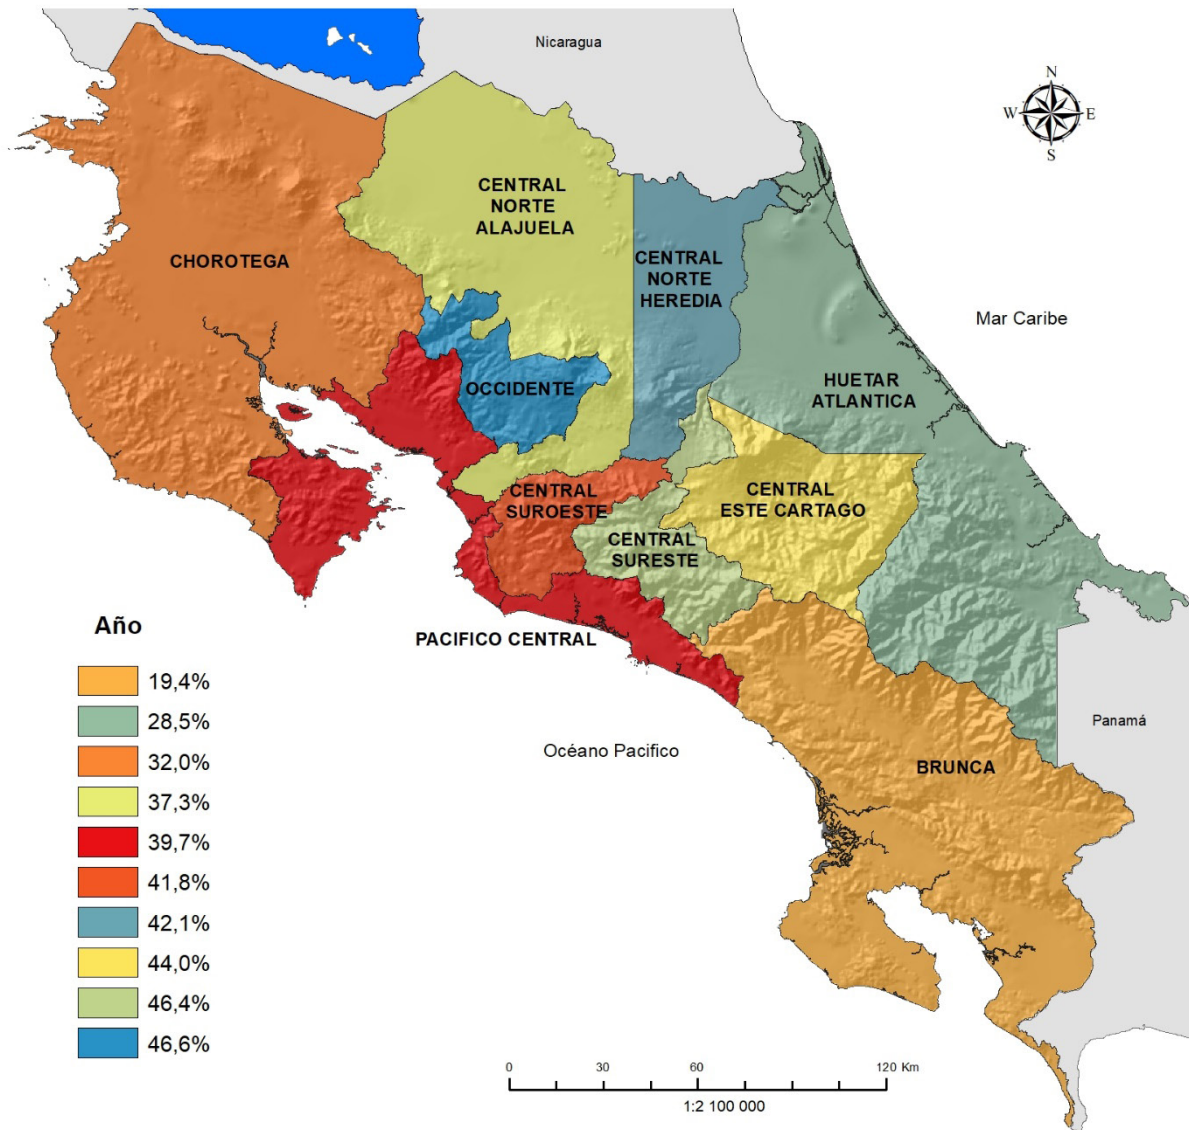 Nicaragua
N
W
E
S
CENTRAL
NORTE
ALAJUELA
CHOROTEGA
CENTRAL
NORTE
HEREDIA
Mar Caribe
OCCIDENTE
HUETAR
ATLANTICA
CENTRAL
SUROESTE
CENTRAL
ESTE CARTAGO
CENTRAL
SURESTE
PACIFICO CENTRAL
Océano Pacifico
Panamá
BRUNCA
Año
19,4%
28,5%
32,0%
37,3%
39,7%
41,8%
42,1%
44,0%
46,4%
46,6%
0 30 60 120 Km
1:2 100 000